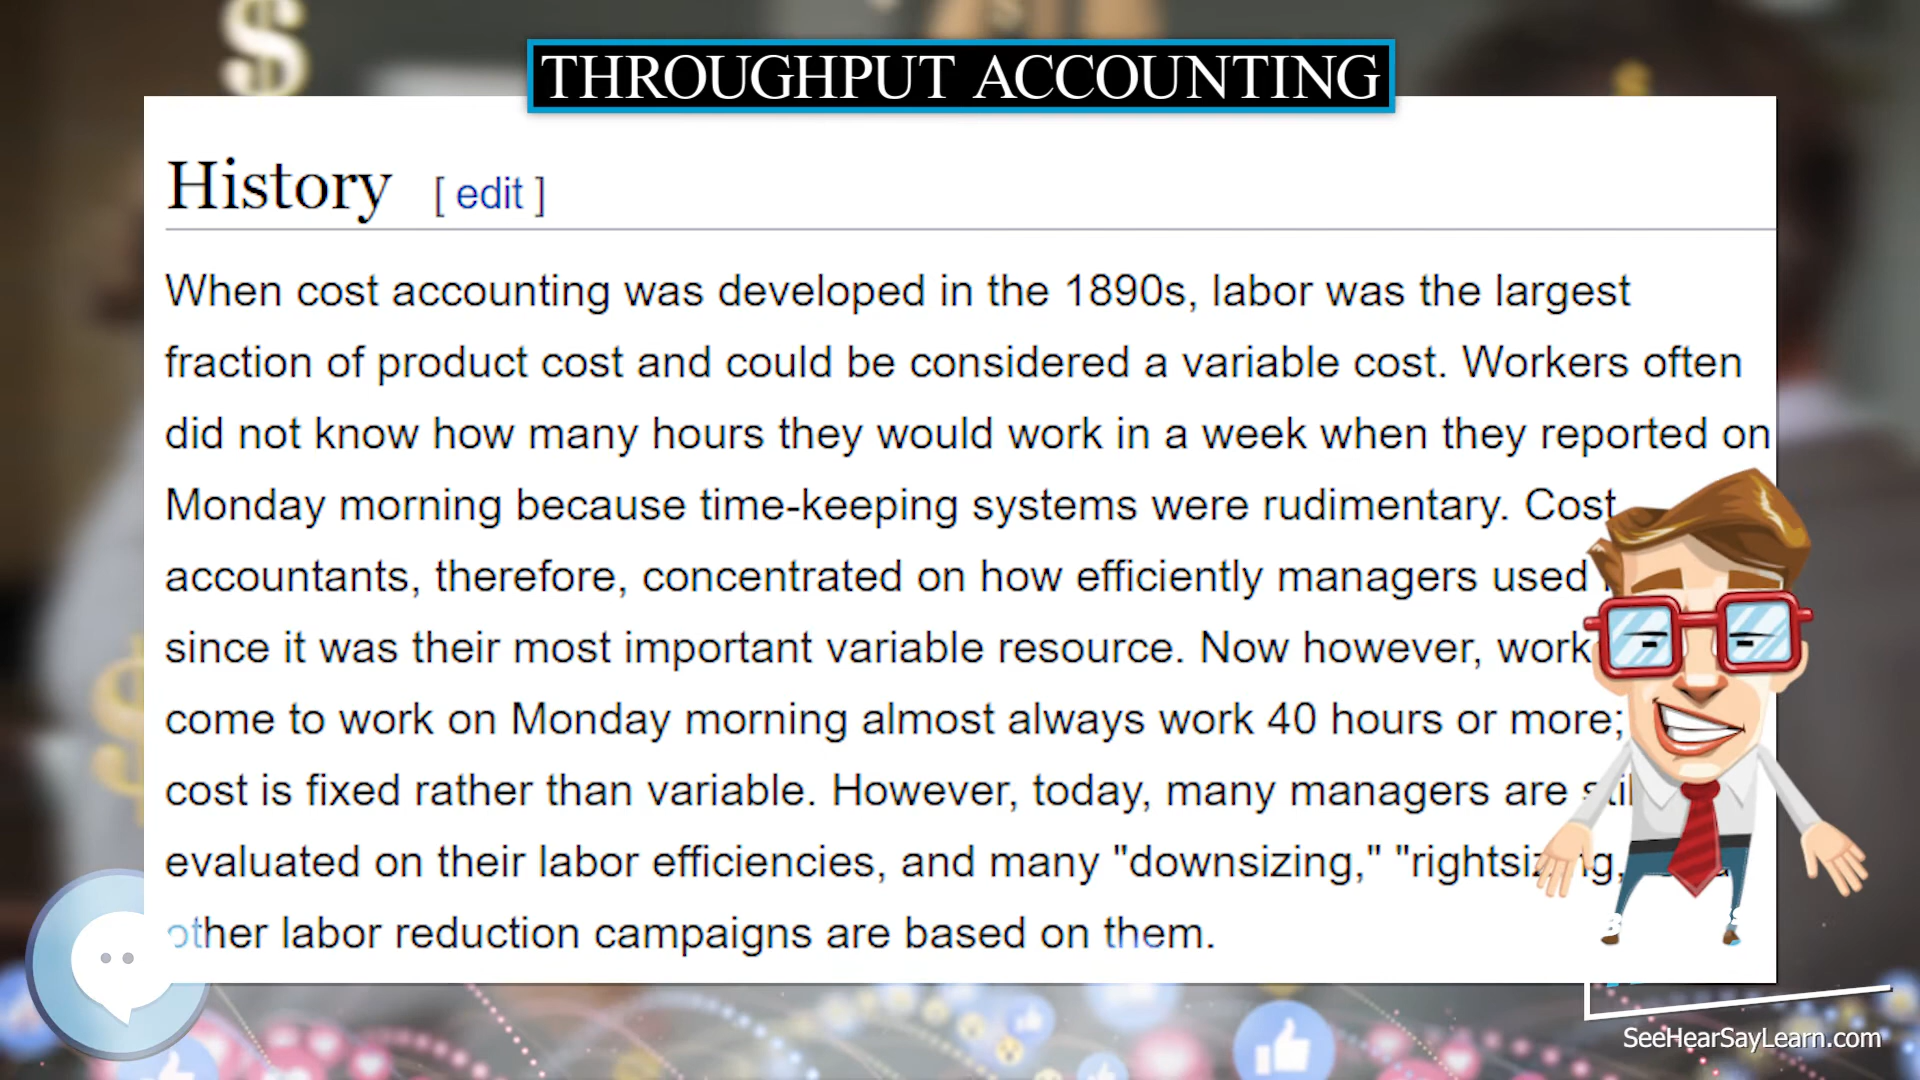 THROUGHPUT ACCOUNTING
History [ edit ]
When cost accounting was developed in the 1890s, labor was the largest
fraction of product cost and could be considered a variable cost. Workers often
did not know how many hours they would work in a week when they reported on
Monday morning because time-keeping systems were rudimentary. Cost
accountants, therefore, concentrated on how efficiently managers used
since it was their most important variable resource. Now however,
come to work on Monday morning almost always work 40 hours or more;
cost is fixed rather than variable. However, today, many managers are
evaluated on their labor efficiencies, and many "downsizing,"
other labor reduction campaigns are based on them.
SeeHearSayLearn.com